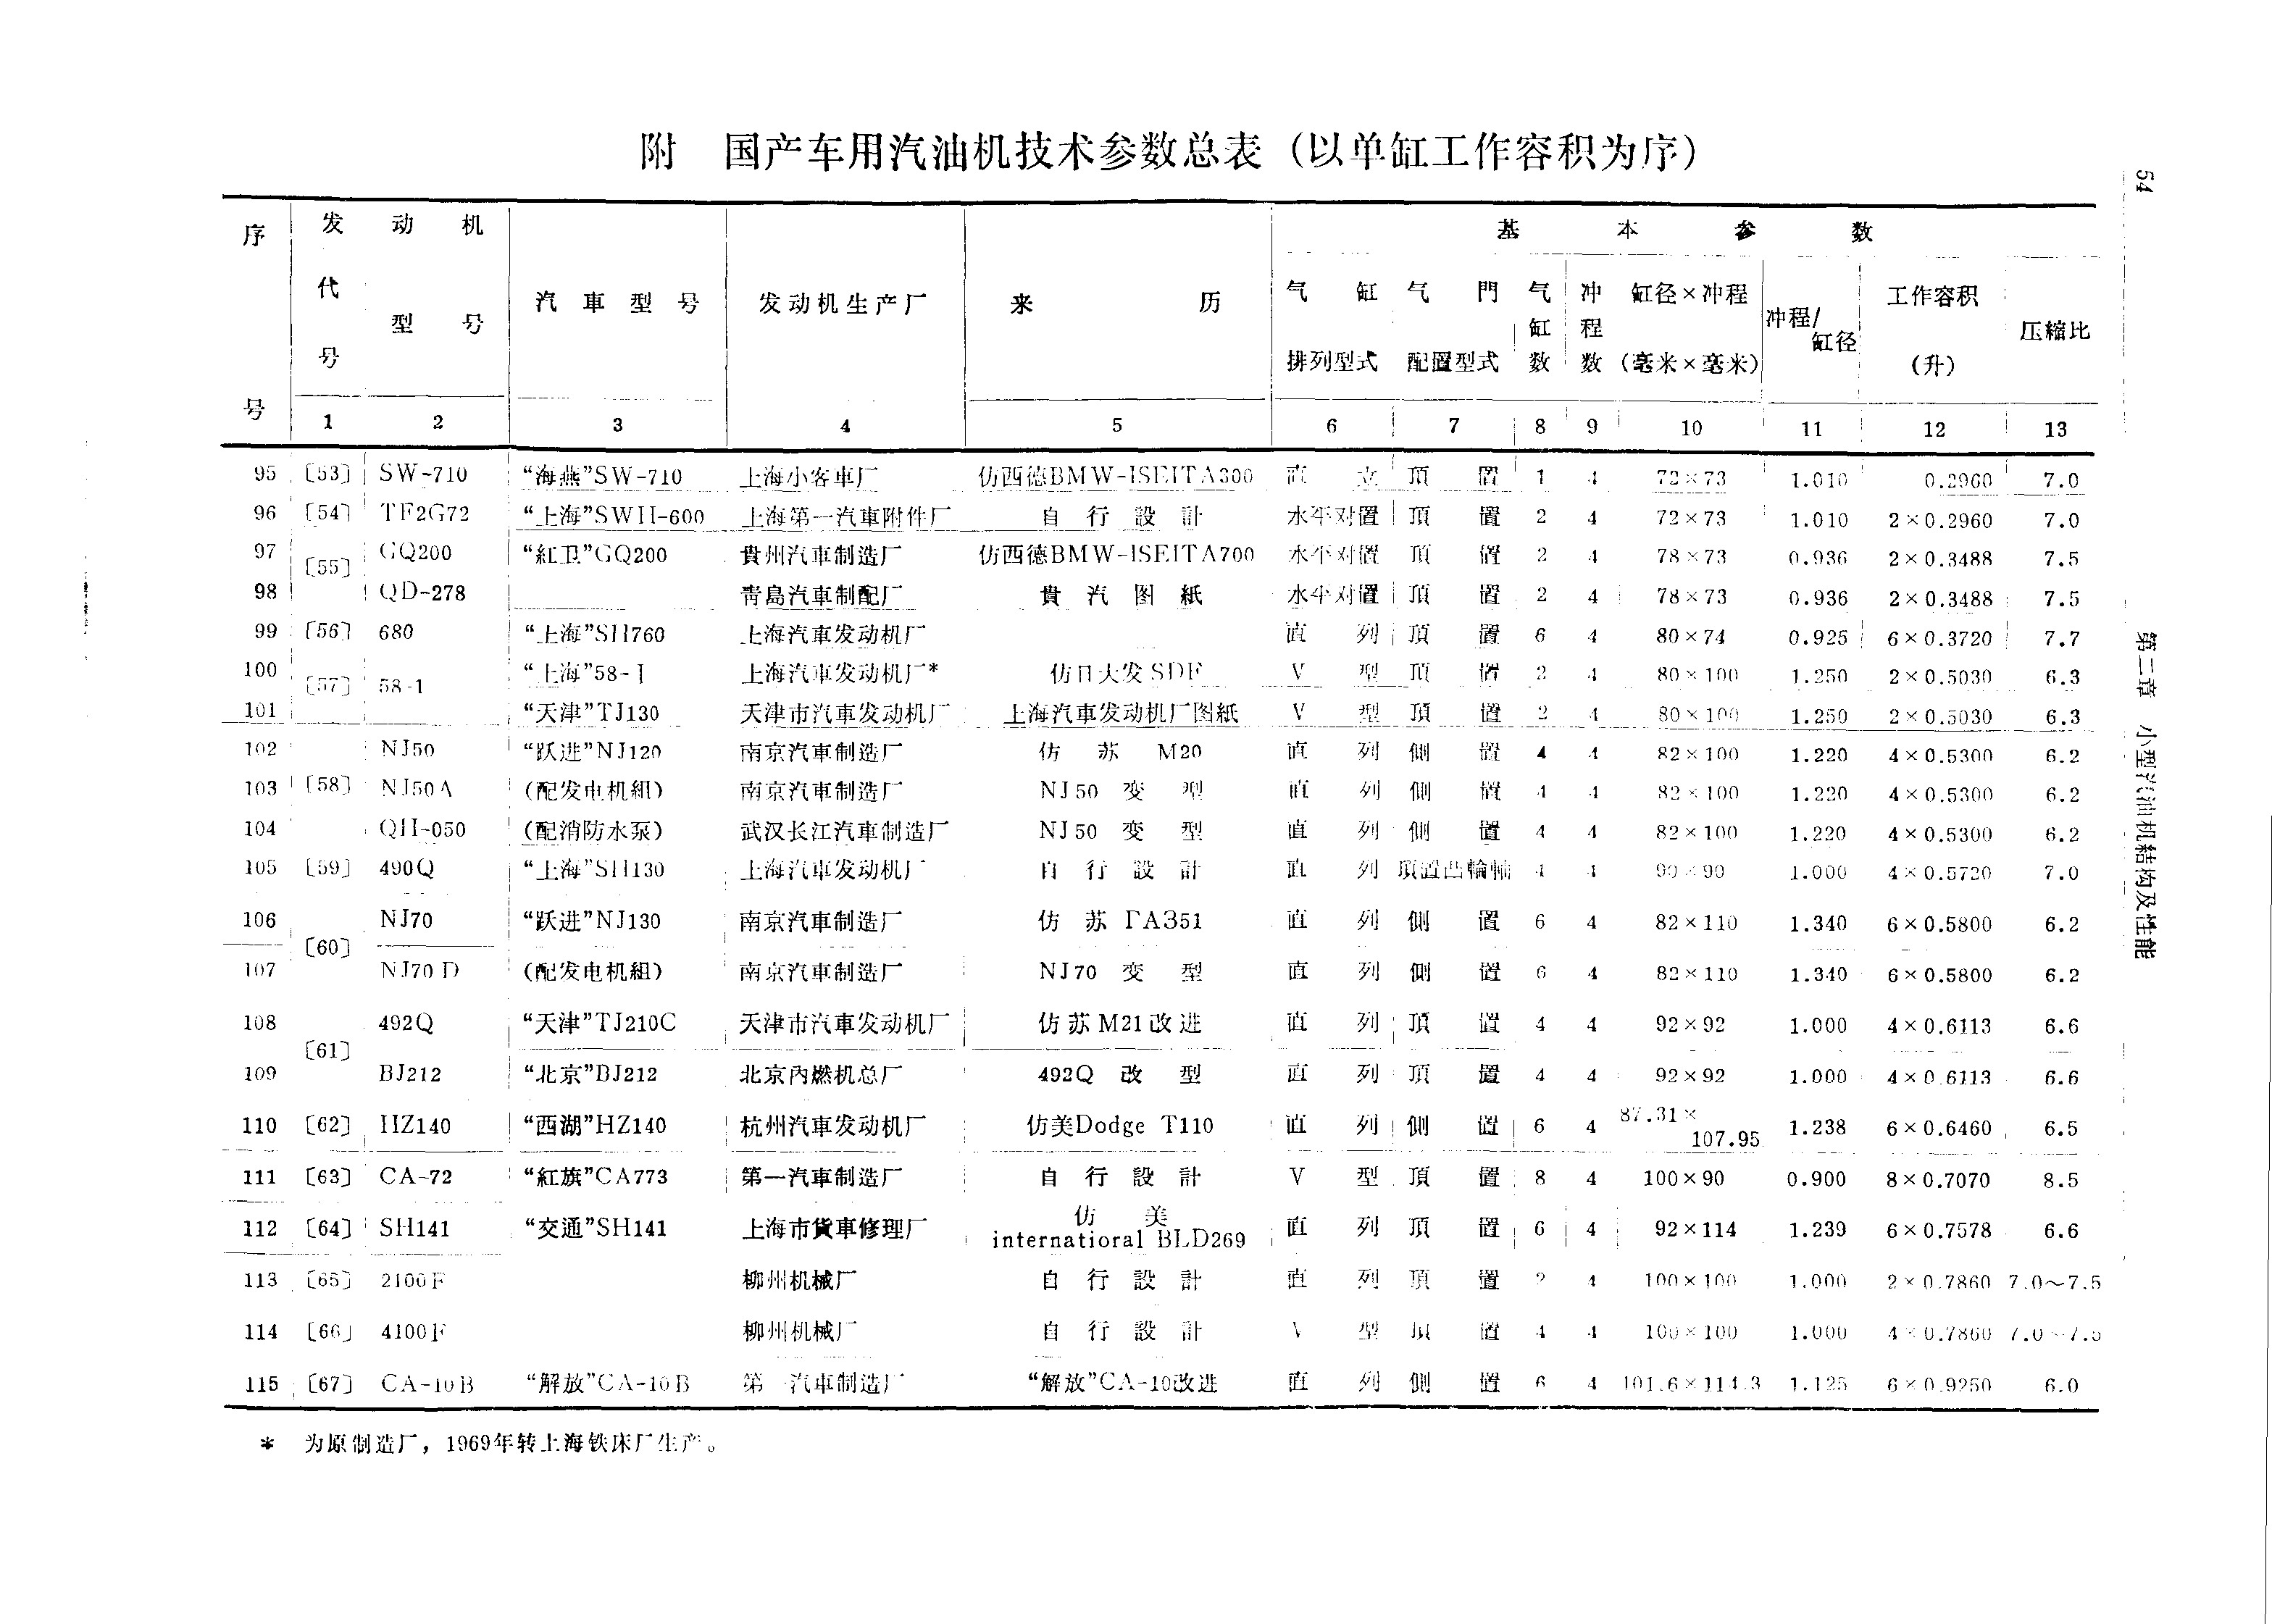 附 国产车用汽油机技术参数总表（以单缸工作容积为序）
54
第二章 小型汽油机結构及性能
序号 发动机 汽車型号 发动机生产厂 来历 基本参数
代号 型号 气缸排列型式 气門配置型式 气缸数 冲程数 缸径×冲程（毫米×毫米） 冲程/缸径 工作容积（升） 压縮比
1 2 3 4 5 6 7 8 9 10 11 12 13
95 〔53〕 SW-710 “海燕”SW-710 上海小客車厂 仿西德BMW-ISEITA300 直立 頂置 1 4 72×73 1.010 0.2960 7.0
96 〔54〕 TF2G72 “上海”SWH-600 上海第一汽車附件厂 自行設計 水平对置 頂置 2 4 72×73 1.010 2×0.2960 7.0
97 〔55〕 GQ200 “紅卫”GQ200 貴州汽車制造厂 仿西德BMW-ISEITA700 水平对置 頂置 2 4 78×73 0.936 2×0.3488 7.5
98 QD-278 青島汽車制配厂 貴汽图紙 水平对置 頂置 2 4 78×73 0.936 2×0.3488 7.5
99 〔56〕 680 “上海”SH760 上海汽車发动机厂 直列 頂置 6 4 80×74 0.925 6×0.3720 7.7
100 〔57〕 58-1 “上海”58-I 上海汽車发动机厂* 仿日大发SDF V型 頂置 2 4 80×100 1.250 2×0.5030 6.3
101 “天津”TJ130 天津市汽車发动机厂 上海汽車发动机厂图紙 V型 頂置 2 4 80×100 1.250 2×0.5030 6.3
102 NJ50 “跃进”NJ120 南京汽車制造厂 仿苏M20 直列 側置 4 4 82×100 1.220 4×0.5300 6.2
103 〔58〕 NJ50A （配发电机組） 南京汽車制造厂 NJ50变型 直列 側置 4 4 82×100 1.220 4×0.5300 6.2
104 QH-050 （配消防水泵） 武汉长江汽車制造厂 NJ50变型 直列 側置 4 4 82×100 1.220 4×0.5300 6.2
105 〔59〕 490Q “上海”SH130 上海汽車发动机厂 自行設計 直列 頂置凸輪軸 4 4 90×90 1.000 4×0.5720 7.0
106 〔60〕 NJ70 “跃进”NJ130 南京汽車制造厂 仿苏ГАЗ51 直列 側置 6 4 82×110 1.340 6×0.5800 6.2
107 NJ70D （配发电机組） 南京汽車制造厂 NJ70变型 直列 側置 6 4 82×110 1.340 6×0.5800 6.2
108 〔61〕 492Q “天津”TJ210C 天津市汽車发动机厂 仿苏M21改进 直列 頂置 4 4 92×92 1.000 4×0.6113 6.6
109 BJ212 “北京”BJ212 北京内燃机总厂 492Q改型 直列 頂置 4 4 92×92 1.000 4×0.6113 6.6
110 〔62〕 HZ140 “西湖”HZ140 杭州汽車发动机厂 仿美Dodge T110 直列 側置 6 4 87.31×107.95 1.238 6×0.6460 6.5
111 〔63〕 CA-72 “紅旗”CA773 第一汽車制造厂 自行設計 V型 頂置 8 4 100×90 0.900 8×0.7070 8.5
112 〔64〕 SH141 “交通”SH141 上海市貨車修理厂 仿美internatioral BLD269 直列 頂置 6 4 92×114 1.239 6×0.7578 6.6
113 〔65〕 2100F 柳州机械厂 自行設計 直列 頂置 2 4 100×100 1.000 2×0.7860 7.0～7.5
114 〔66〕 4100F 柳州机械厂 自行設計 V型 頂置 4 4 100×100 1.000 4×0.7860 7.0～7.5
115 〔67〕 CA-10B “解放”CA-10B 第一汽車制造厂 “解放”CA-10改进 直列 側置 6 4 101.6×114.3 1.125 6×0.9250 6.0
* 为原制造厂，1969年转上海铁床厂生产。